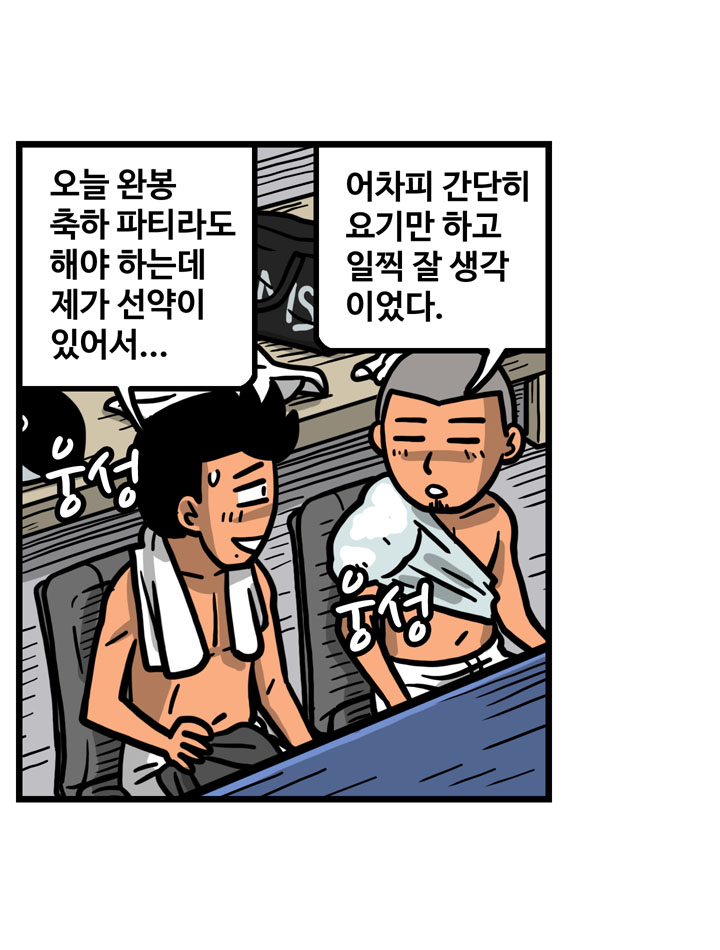 오늘 완봉
축하 파티라도
해야 하는데
제가 선약이
있어서...
어차피 간단히
요기만 하고
일찍 잘 생각
이었다.
웅성
웅성